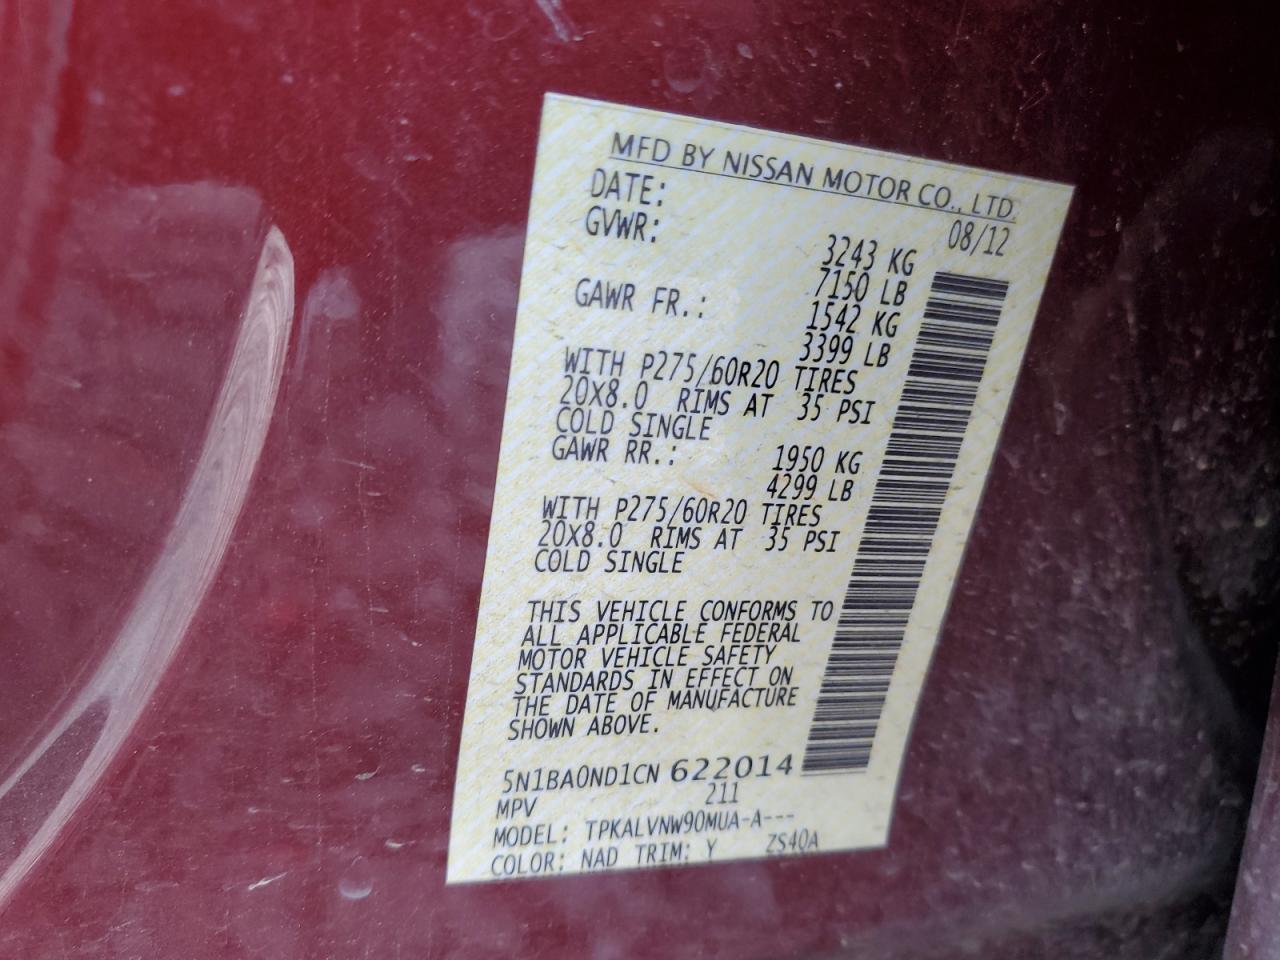 MFD BY NISSAN MOTOR CO., LTD.
DATE: 08/12
GVWR: 3243 KG
7150 LB
GAWR FR.: 1542 KG
3399 LB
WITH P275/60R20 TIRES
20X8.0 RIMS AT 35 PSI
COLD SINGLE
GAWR RR.: 1950 KG
4299 LB
WITH P275/60R20 TIRES
20X8.0 RIMS AT 35 PSI
COLD SINGLE
THIS VEHICLE CONFORMS TO
ALL APPLICABLE FEDERAL
MOTOR VEHICLE SAFETY
STANDARDS IN EFFECT ON
THE DATE OF MANUFACTURE
SHOWN ABOVE.
5N1BA0ND1CN 622014
MPV 211
MODEL: TPKALVNW90MUA-A---
COLOR: NAD TRIM: Y ZS40A